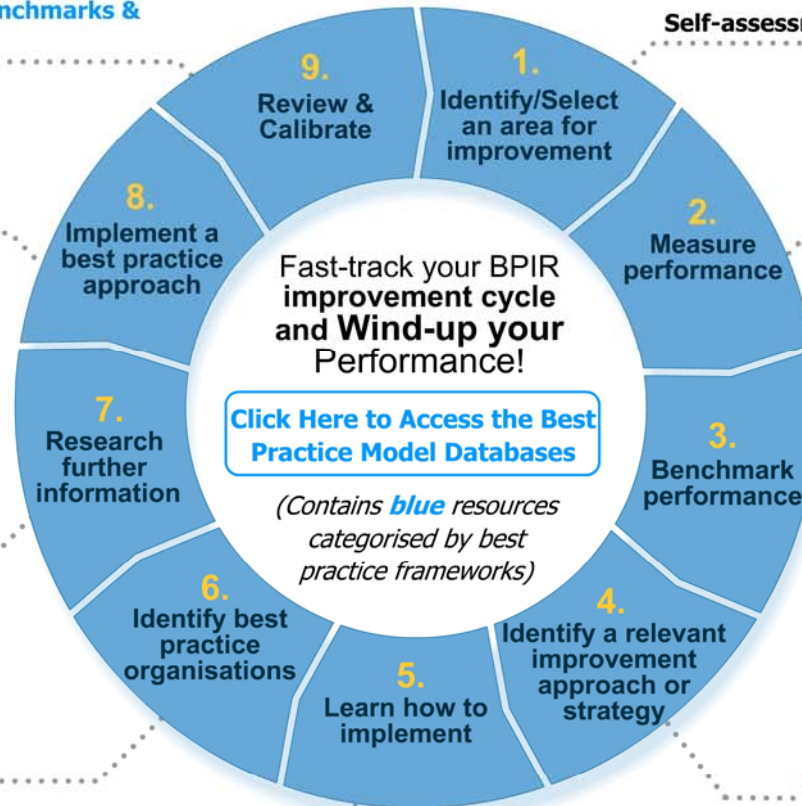 nchmarks &
Self-assessm
1.
Identify/Select
an area for
improvement
2.
Measure
performance
3.
Benchmark
performance
4.
Identify a relevant
improvement
approach or
strategy
5.
Learn how to
implement
6.
Identify best
practice
organisations
7.
Research
further
information
8.
Implement a
best practice
approach
9.
Review &
Calibrate
Fast-track your BPIR
improvement cycle
and Wind-up your
Performance!
Click Here to Access the Best
Practice Model Databases
(Contains blue resources
categorised by best
practice frameworks)